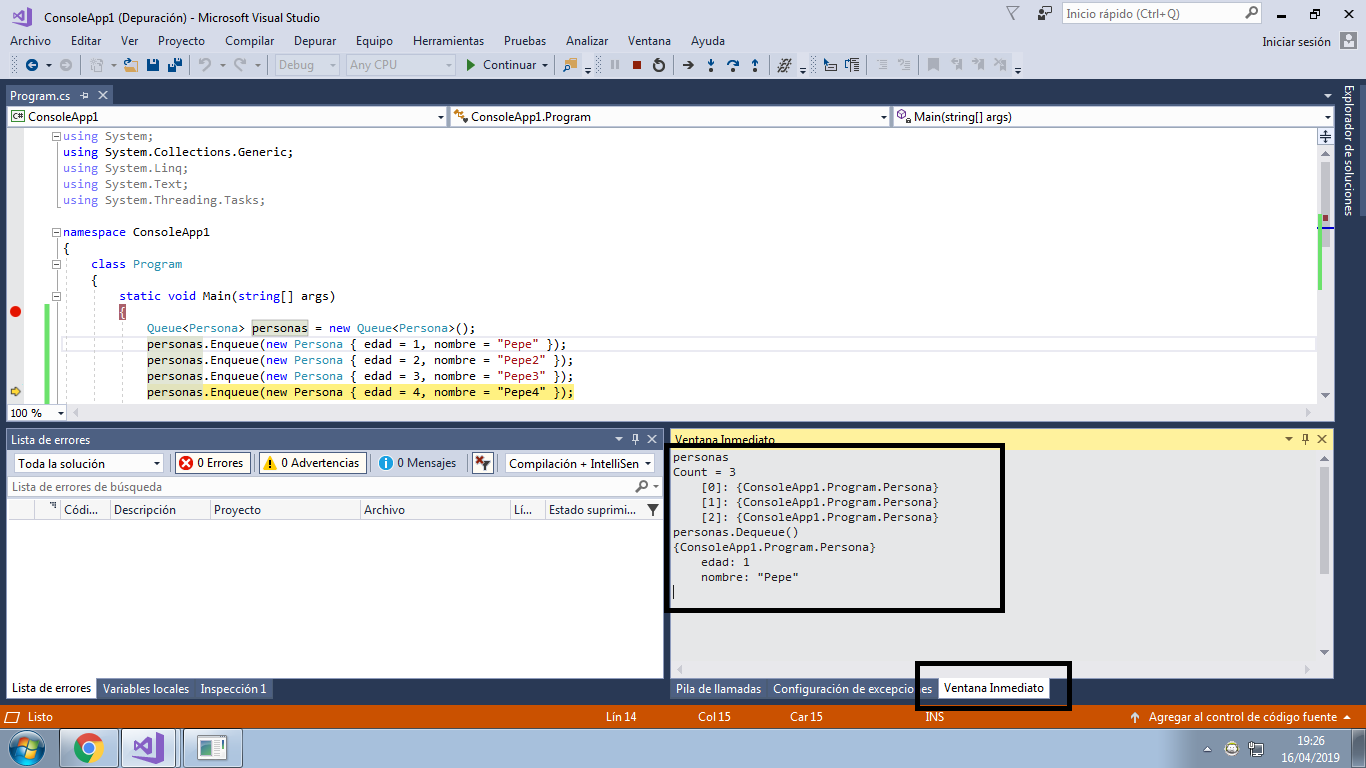 ConsoleApp1 (Depuración) - Microsoft Visual Studio
Inicio rápido (Ctrl+Q)
Archivo Editar Ver Proyecto Compilar Depurar Equipo Herramientas Pruebas Analizar Ventana Ayuda
Iniciar sesión
Debug Any CPU Continuar
Program.cs
Explorador de soluciones
C# ConsoleApp1 ConsoleApp1.Program Main(string[] args)
using System;
using System.Collections.Generic;
using System.Linq;
using System.Text;
using System.Threading.Tasks;
namespace ConsoleApp1
{
class Program
{
static void Main(string[] args)
{
Queue<Persona> personas = new Queue<Persona>();
personas.Enqueue(new Persona { edad = 1, nombre = "Pepe" });
personas.Enqueue(new Persona { edad = 2, nombre = "Pepe2" });
personas.Enqueue(new Persona { edad = 3, nombre = "Pepe3" });
personas.Enqueue(new Persona { edad = 4, nombre = "Pepe4" });
100 %
Lista de errores
Toda la solución 0 Errores 0 Advertencias 0 Mensajes Compilación + IntelliSen
Lista de errores de búsqueda
Códi... Descripción Proyecto Archivo Lí... Estado suprimi...
Lista de errores Variables locales Inspección 1
Ventana Inmediato
personas
Count = 3
[0]: {ConsoleApp1.Program.Persona}
[1]: {ConsoleApp1.Program.Persona}
[2]: {ConsoleApp1.Program.Persona}
personas.Dequeue()
{ConsoleApp1.Program.Persona}
edad: 1
nombre: "Pepe"
Pila de llamadas Configuración de excepciones Ventana Inmediato
Listo Lín 14 Col 15 Car 15 INS Agregar al control de código fuente
19:26
16/04/2019